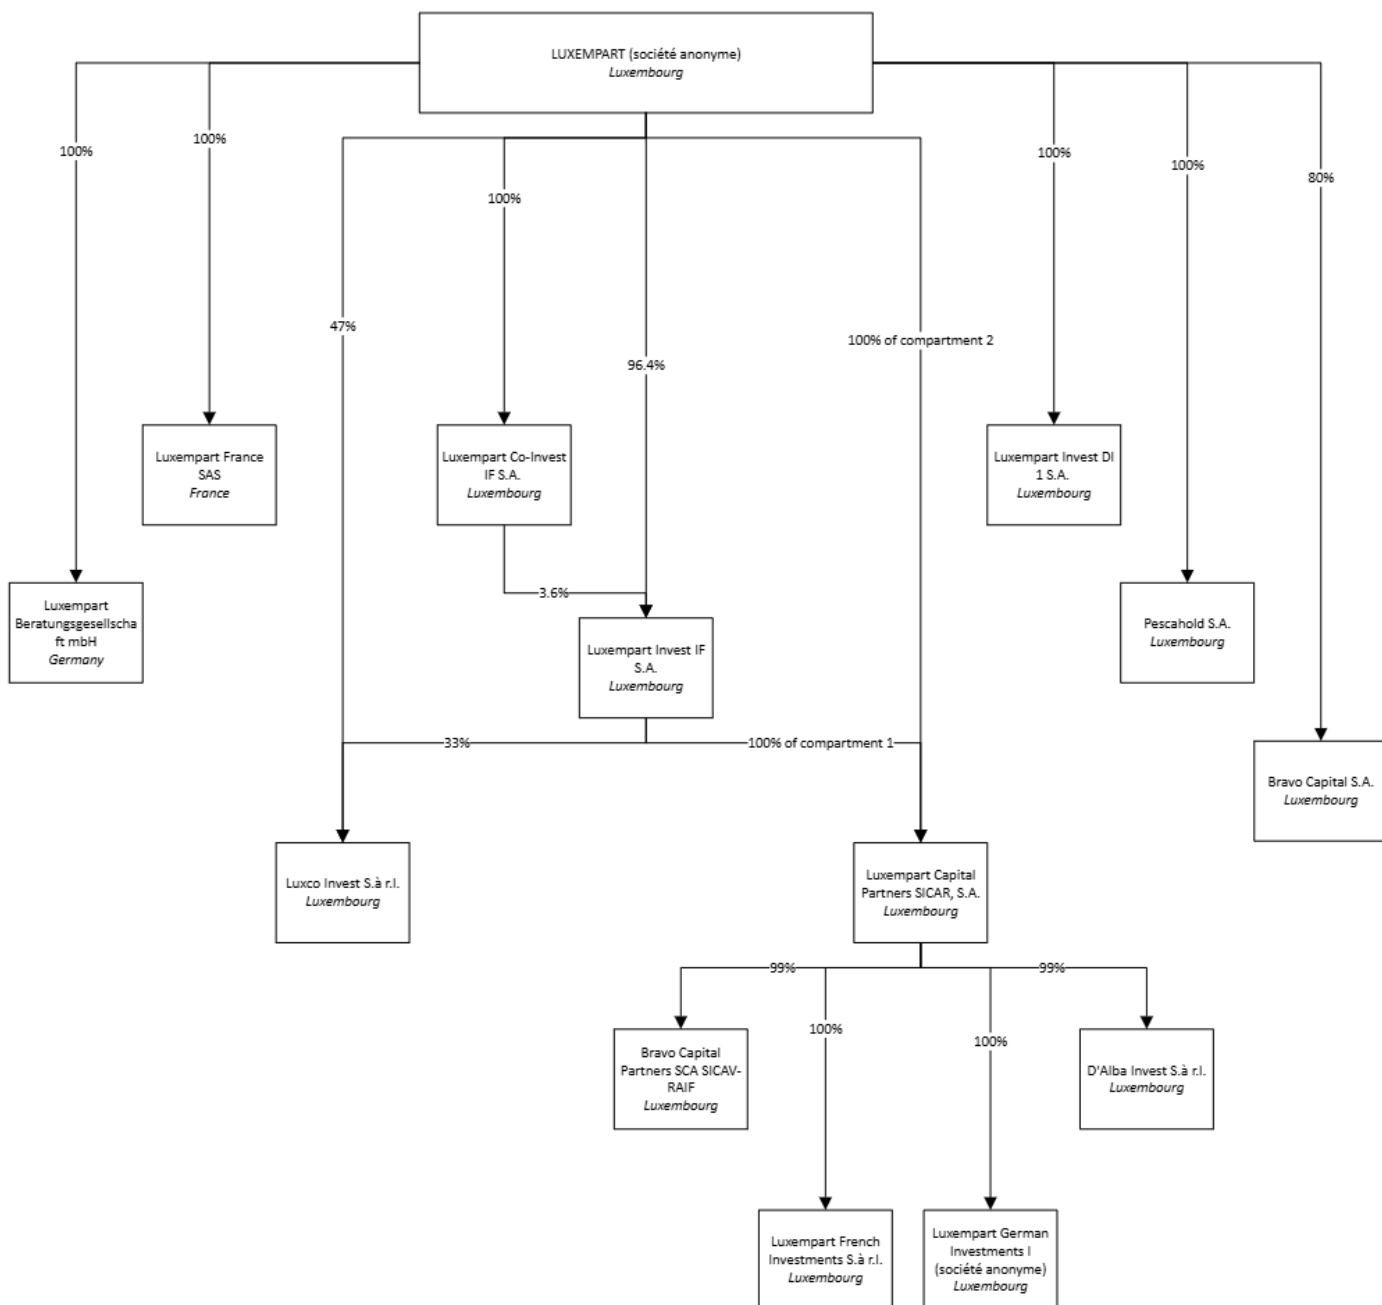 LUXEMPART (société anonyme)
Luxembourg
100%
100%
100%
100%
100%
80%
47%
96.4%
100% of compartment 2
Luxempart France
SAS
France
Luxempart Co-Invest
IF S.A.
Luxembourg
Luxempart Invest DI
1 S.A.
Luxembourg
3.6%
Luxempart
Beratungsgesellscha
ft mbH
Germany
Luxempart Invest IF
S.A.
Luxembourg
Pescahold S.A.
Luxembourg
33%
100% of compartment 1
Bravo Capital S.A.
Luxembourg
Luxco Invest S.à r.l.
Luxembourg
Luxempart Capital
Partners SICAR, S.A.
Luxembourg
99%
99%
100%
100%
Bravo Capital
Partners SCA SICAV-
RAIF
Luxembourg
D'Alba Invest S.à r.l.
Luxembourg
Luxempart French
Investments S.à r.l.
Luxembourg
Luxempart German
Investments I
(société anonyme)
Luxembourg